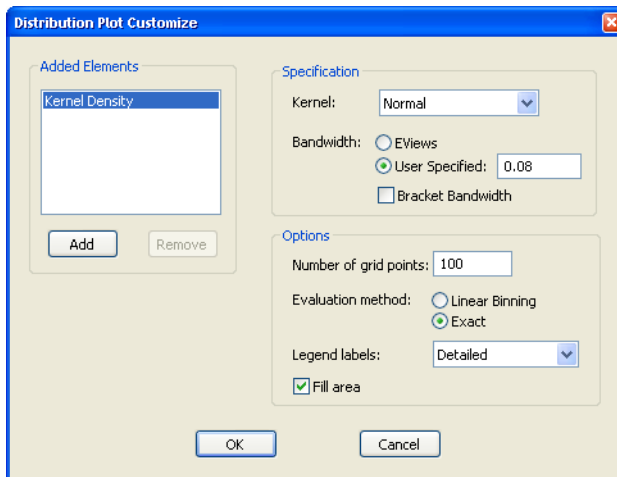 Distribution Plot Customize
Added Elements
Kernel Density
Add
Remove
Specification
Kernel:
Normal
Bandwidth:
EViews
User Specified:
0.08
Bracket Bandwidth
Options
Number of grid points:
100
Evaluation method:
Linear Binning
Exact
Legend labels:
Detailed
Fill area
OK
Cancel